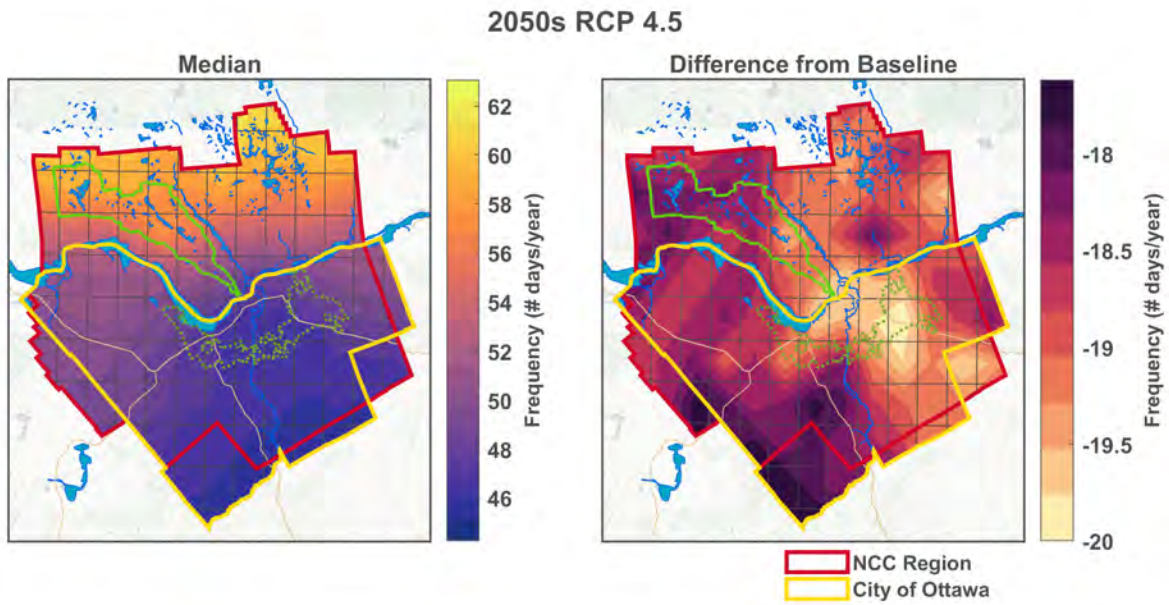 2050s RCP 4.5
Median
Difference from Baseline
62
60
58
56
54
52
50
48
46
Frequency (# days/year)
-18
-18.5
-19
-19.5
-20
Frequency (# days/year)
NCC Region
City of Ottawa